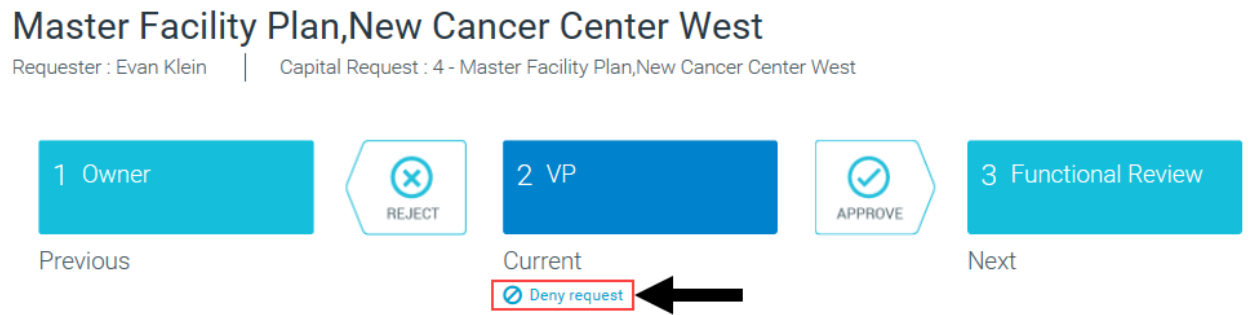 Master Facility Plan,New Cancer Center West
Requester : Evan Klein Capital Request : 4 - Master Facility Plan,New Cancer Center West
1 Owner
REJECT
2 VP
APPROVE
3 Functional Review
Previous
Current
Next
Deny request